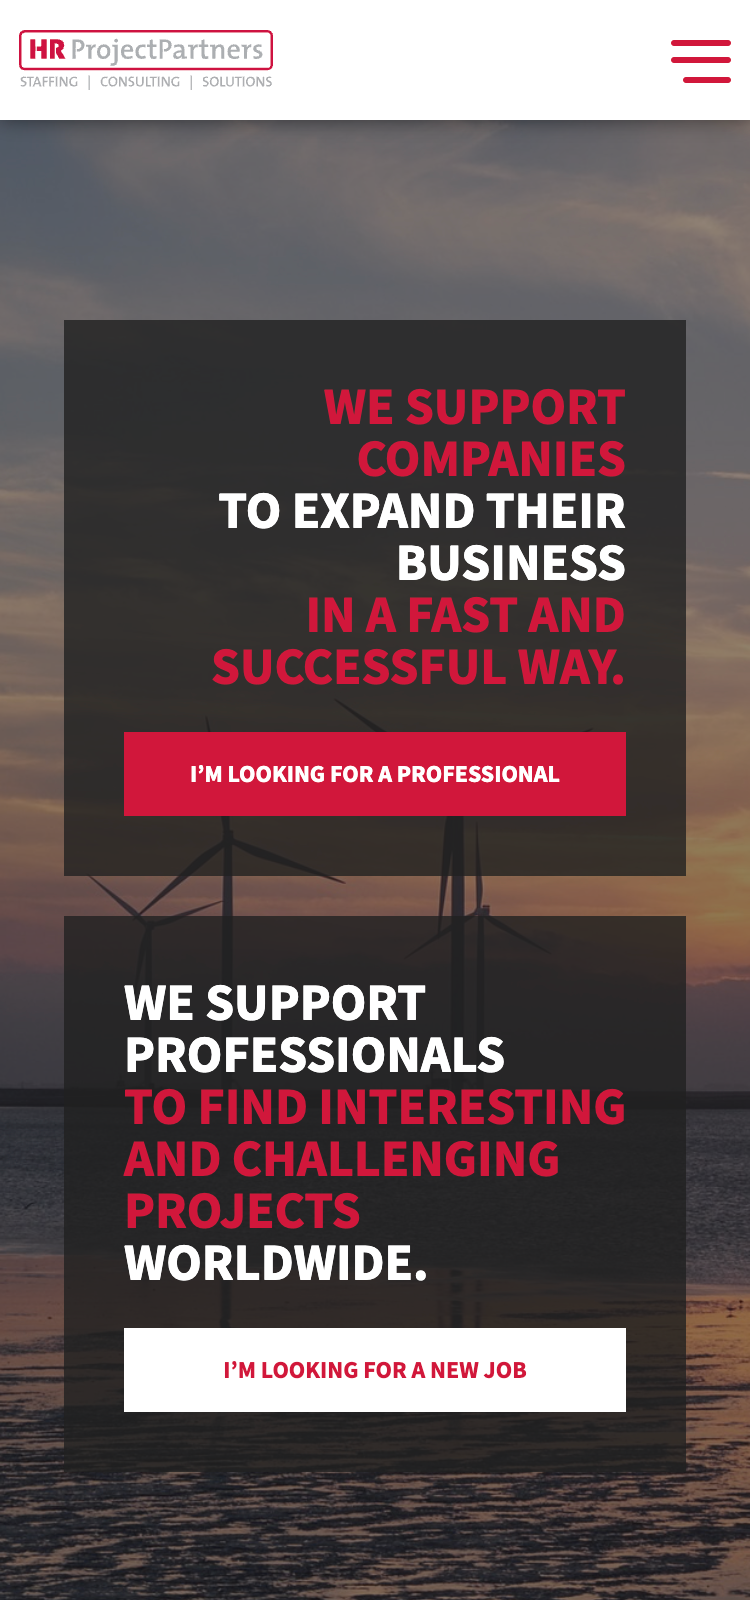 HR ProjectPartners
STAFFING | CONSULTING | SOLUTIONS
WE SUPPORT
COMPANIES
TO EXPAND THEIR
BUSINESS
IN A FAST AND
SUCCESSFUL WAY.
I’M LOOKING FOR A PROFESSIONAL
WE SUPPORT
PROFESSIONALS
TO FIND INTERESTING
AND CHALLENGING
PROJECTS
WORLDWIDE.
I’M LOOKING FOR A NEW JOB